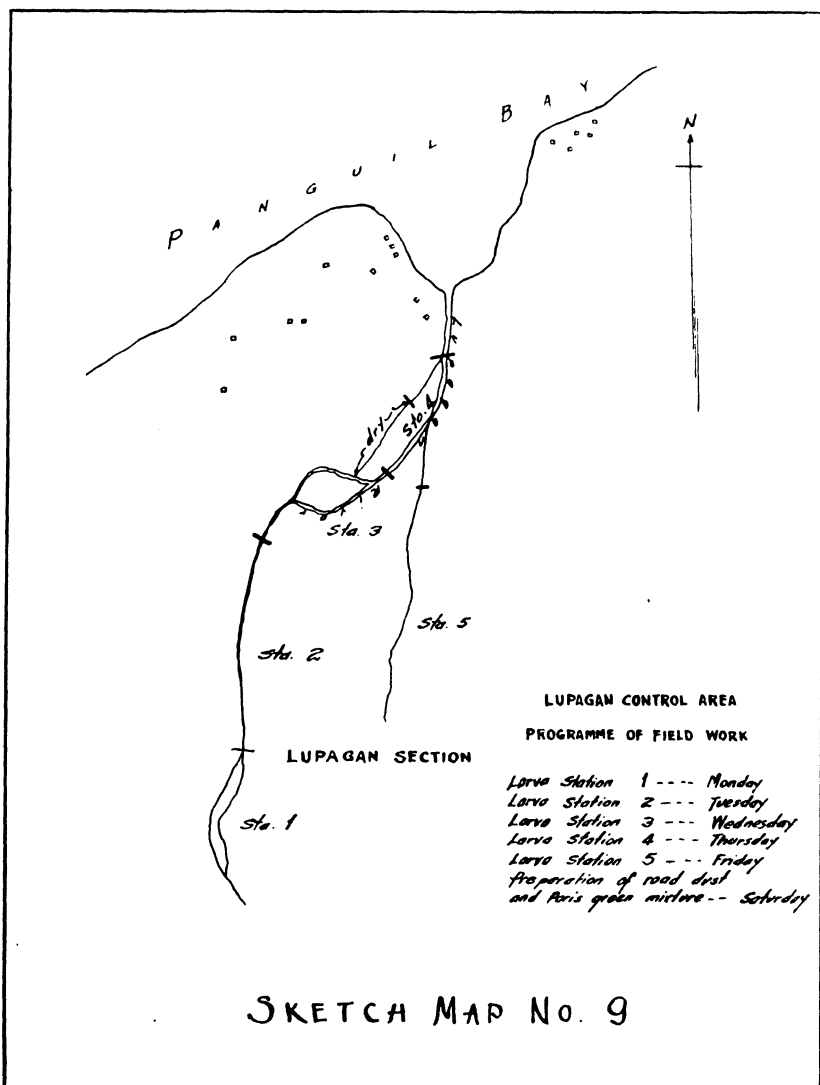 PANGUIL BAY
N
Sta. 4
Sta. 3
Sta. 5
Sta. 2
LUPAGAN SECTION
Sta. 1
LUPAGAN CONTROL AREA
PROGRAMME OF FIELD WORK
Larva Station 1 ---- Monday
Larva Station 2 --- Tuesday
Larva Station 3 --- Wednesday
Larva Station 4 --- Thursday
Larva Station 5 --- Friday
Preparation of road dust
and Paris green mixture -- Saturday
SKETCH MAP NO. 9